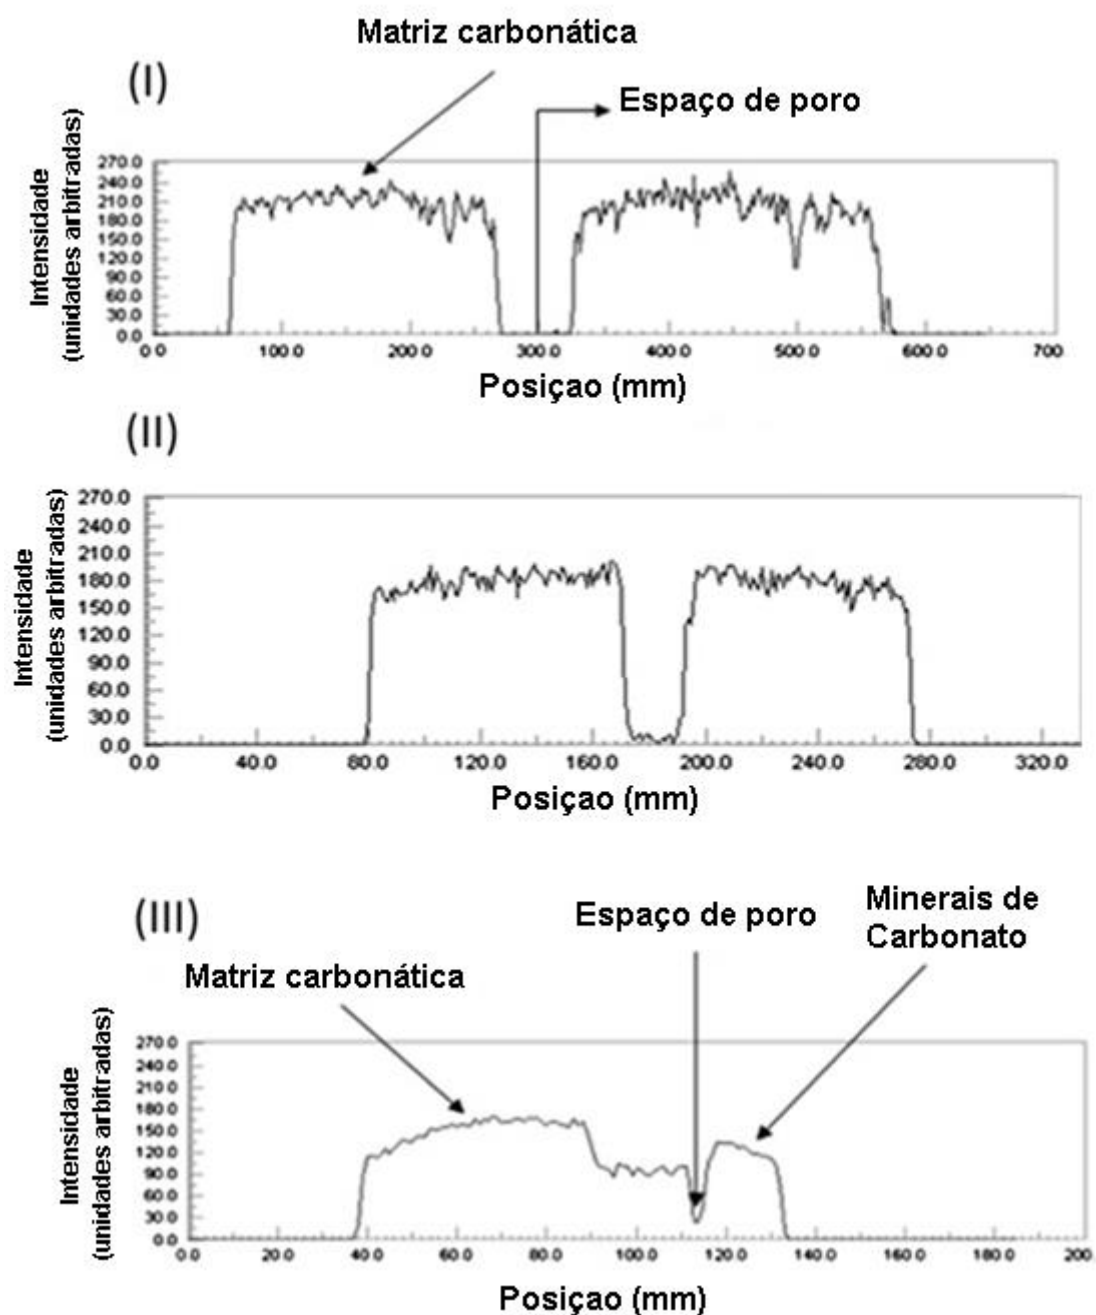 Matriz carbonática
(I)
Espaço de poro
Intensidade
(unidades arbitradas)
270.0
240.0
210.0
180.0
150.0
120.0
90.0
60.0
30.0
0.0
0.0 100.0 200.0 300.0 400.0 500.0 600.0 700
Posiçao (mm)
(II)
Intensidade
(unidades arbitradas)
270.0
240.0
210.0
180.0
150.0
120.0
90.0
60.0
30.0
0.0
0.0 40.0 80.0 120.0 160.0 200.0 240.0 280.0 320.0
Posiçao (mm)
(III)
Espaço de poro
Minerais de
Carbonato
Matriz carbonática
Intensidade
(unidades arbitradas)
270.0
240.0
210.0
180.0
150.0
120.0
90.0
60.0
30.0
0.0
0.0 20.0 40.0 60.0 80.0 100.0 120.0 140.0 160.0 180.0 200.
Posiçao (mm)